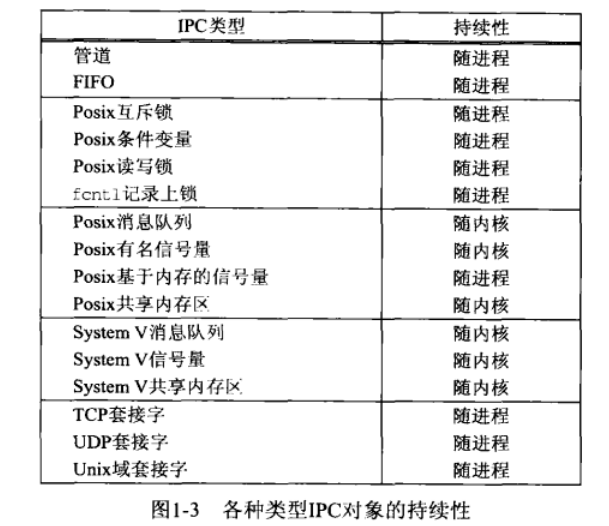 IPC类型 持续性
管道 随进程
FIFO 随进程
Posix互斥锁 随进程
Posix条件变量 随进程
Posix读写锁 随进程
fcntl记录上锁 随进程
Posix消息队列 随内核
Posix有名信号量 随内核
Posix基于内存的信号量 随进程
Posix共享内存区 随内核
System V消息队列 随内核
System V信号量 随内核
System V共享内存区 随内核
TCP套接字 随进程
UDP套接字 随进程
Unix域套接字 随进程
图1-3 各种类型IPC对象的持续性